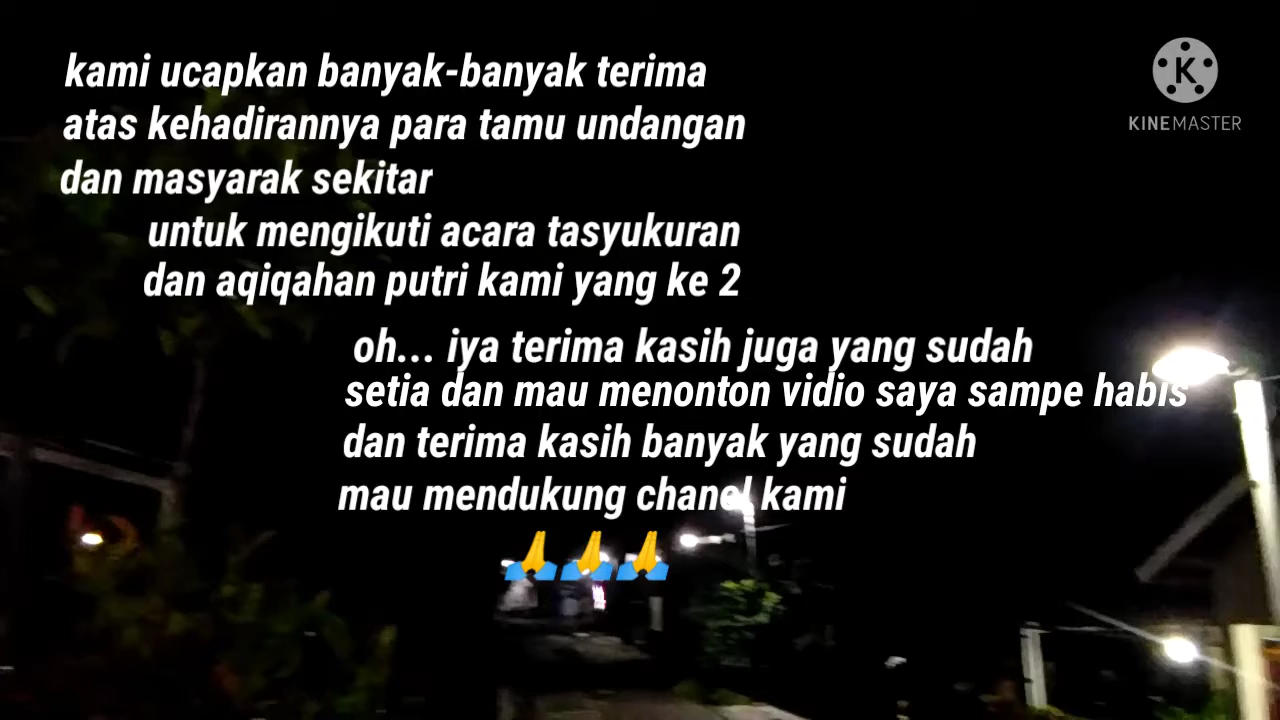 kami ucapkan banyak-banyak terima
atas kehadirannya para tamu undangan
dan masyarak sekitar
untuk mengikuti acara tasyukuran
dan aqiqahan putri kami yang ke 2
oh... iya terima kasih juga yang sudah
setia dan mau menonton vidio saya sampe habis
dan terima kasih banyak yang sudah
mau mendukung chanel kami
🙏🙏🙏
K
KINEMASTER